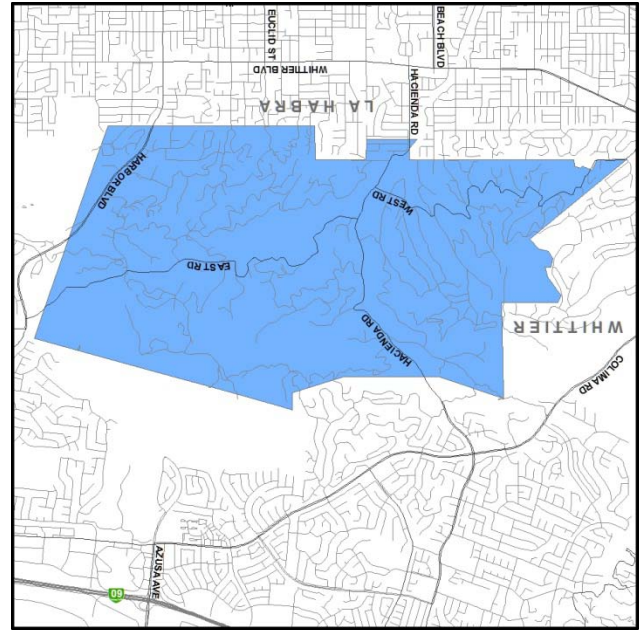 60
AZUSA AVE
COLIMA RD
HACIENDA RD
WHITTIER
EAST RD
WEST RD
HARBOR BLVD
LA HABRA
HACIENDA RD
WHITTIER BLVD
BEACH BLVD
EUCLID ST